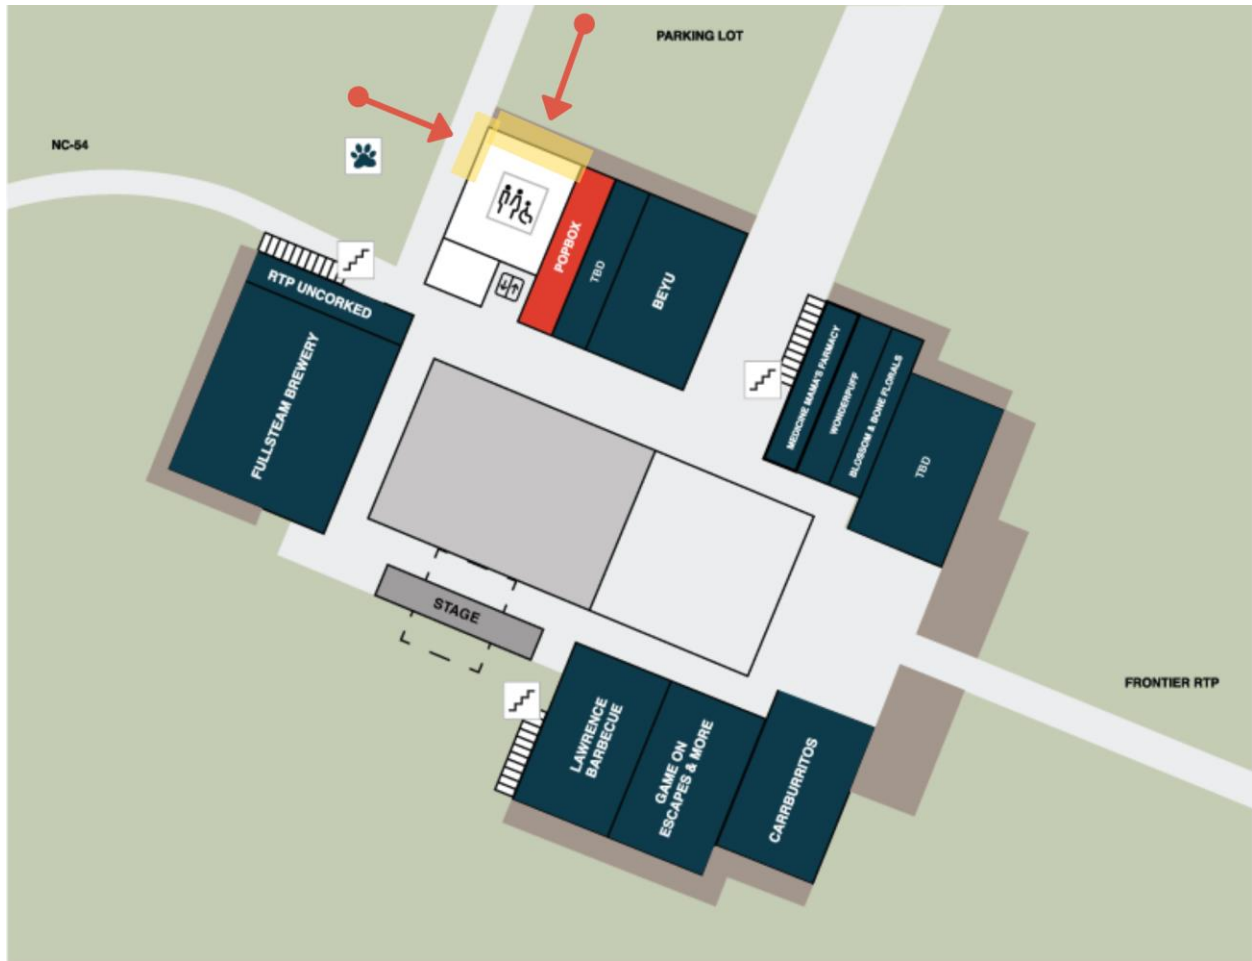 PARKING LOT
NC-54
POPBOX
TBD
BEYU
RTP UNCORKED
FULLSTEAM BREWERY
MEDICINE MAMA'S FARMACY
WONDERPUFF
BLOSSOM & BONE FLORALS
TBD
STAGE
FRONTIER RTP
LAWRENCE
BARBECUE
GAME ON
ESCAPES & MORE
CARRBURRITOS